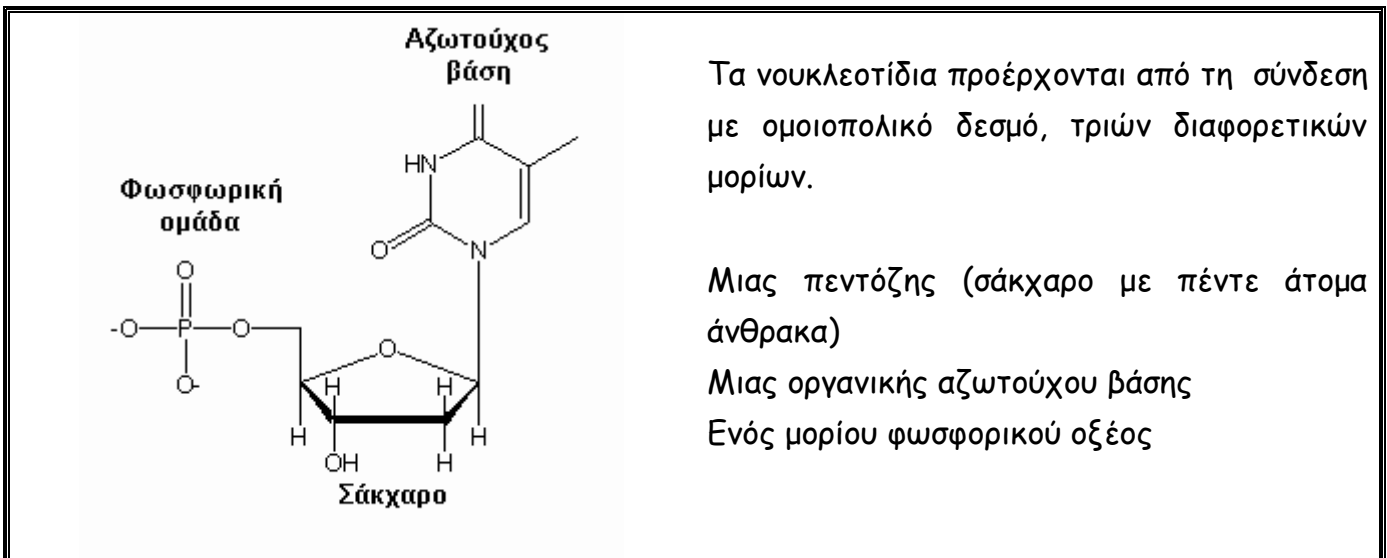 Αζωτούχος
βάση
HN
O
N
Φωσφωρική
ομάδα
O
-O
P
O
O-
O
H
H
H
H
OH
H
Σάκχαρο
Τα νουκλεοτίδια προέρχονται από τη σύνδεση
με ομοιοπολικό δεσμό, τριών διαφορετικών
μορίων.
Μιας πεντόζης (σάκχαρο με πέντε άτομα
άνθρακα)
Μιας οργανικής αζωτούχου βάσης
Ενός μορίου φωσφορικού οξέος